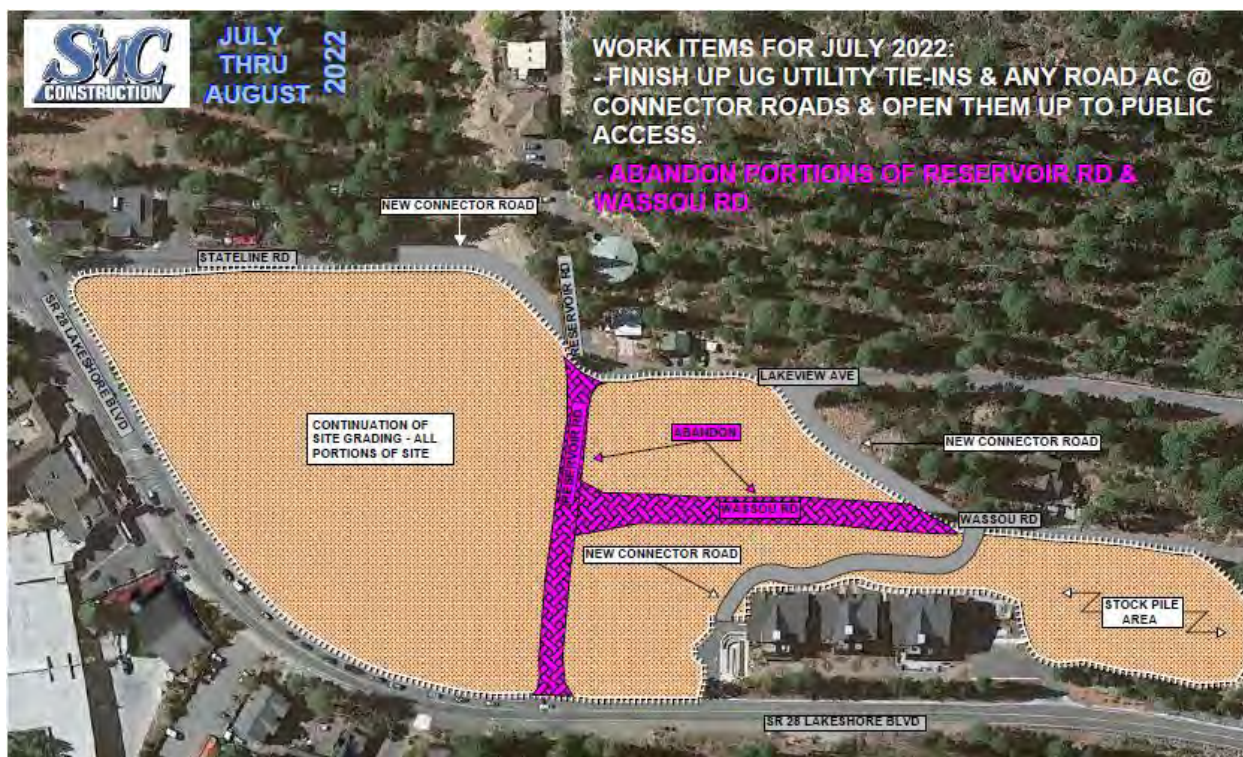 SMC
CONSTRUCTION
JULY
THRU
AUGUST
2022
WORK ITEMS FOR JULY 2022:
- FINISH UP UG UTILITY TIE-INS & ANY ROAD AC @
CONNECTOR ROADS & OPEN THEM UP TO PUBLIC
ACCESS.
- ABANDON PORTIONS OF RESERVOIR RD &
WASSOU RD
NEW CONNECTOR ROAD
STATELINE RD
RESERVOIR RD
SR 28 LAKESHORE BLVD
LAKEVIEW AVE
CONTINUATION OF
SITE GRADING - ALL
PORTIONS OF SITE
RESERVOIR RD
ABANDON
NEW CONNECTOR ROAD
WASSOU RD
WASSOU RD
NEW CONNECTOR ROAD
STOCK PILE
AREA
SR 28 LAKESHORE BLVD